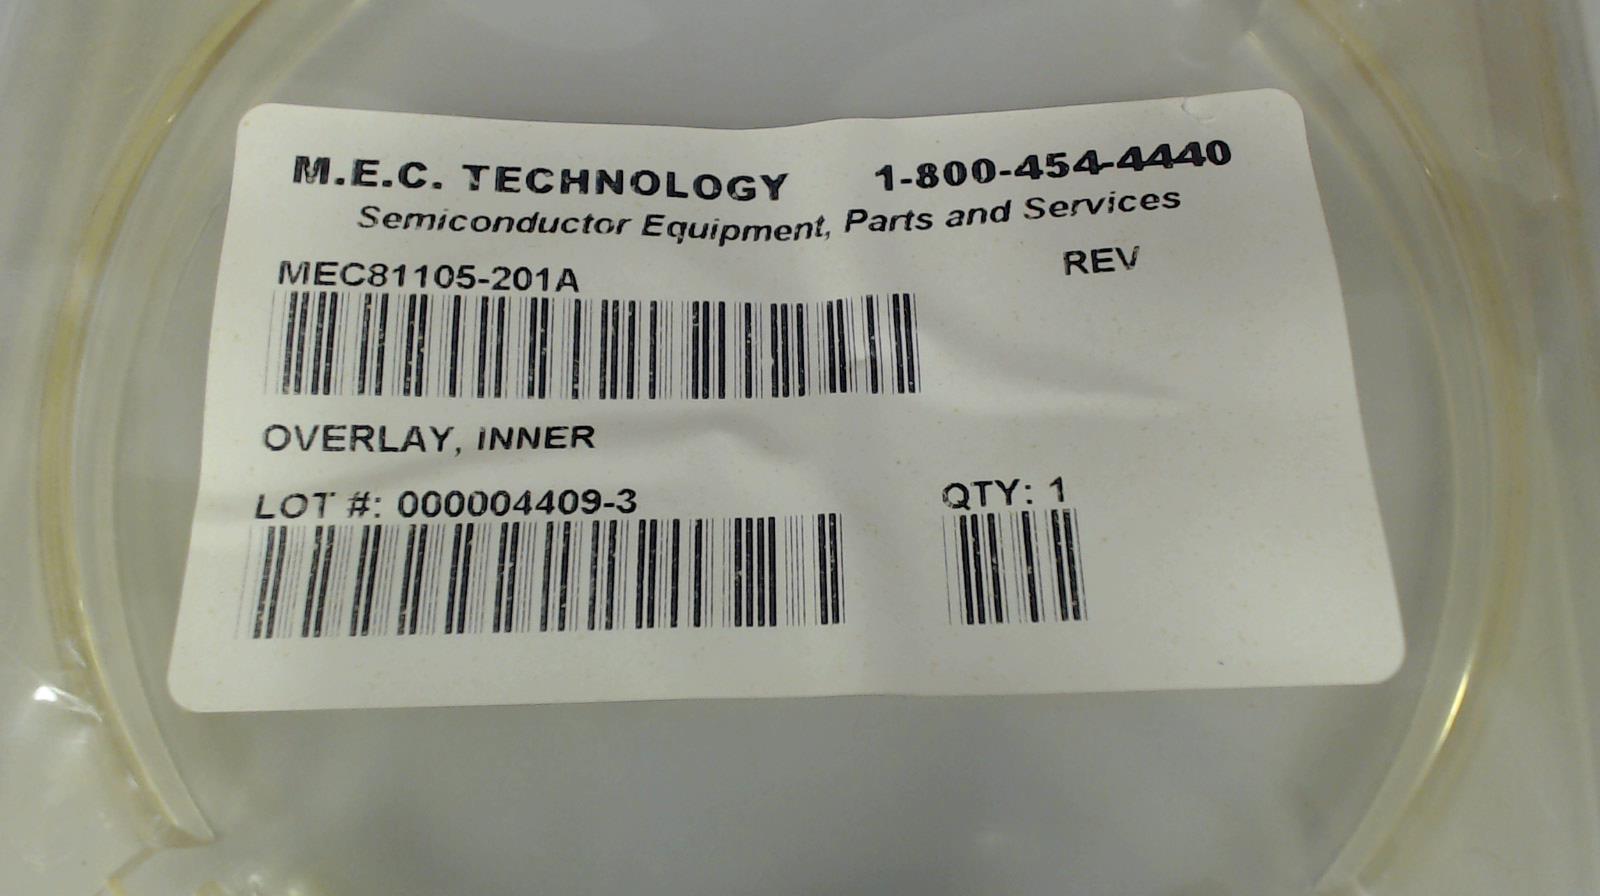 M.E.C. TECHNOLOGY 1-800-454-4440
Semiconductor Equipment, Parts and Services
MEC81105-201A REV
OVERLAY, INNER
LOT #: 000004409-3 QTY: 1